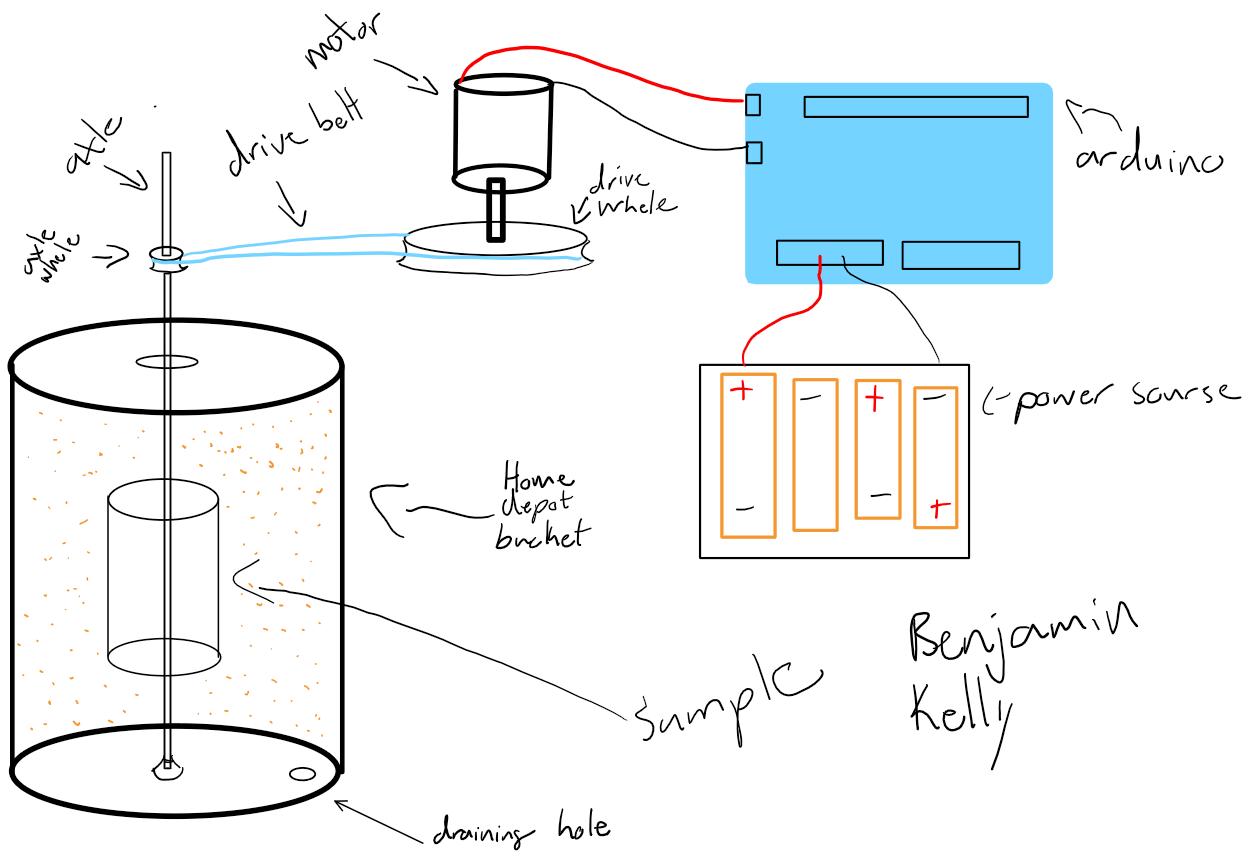 motor
arduino
axle
drive belt
drive
whele
axle
whele
+ - + -
- - +
power sourse
Home
depot
bucket
sample
Benjamin
Kelly
draining hole